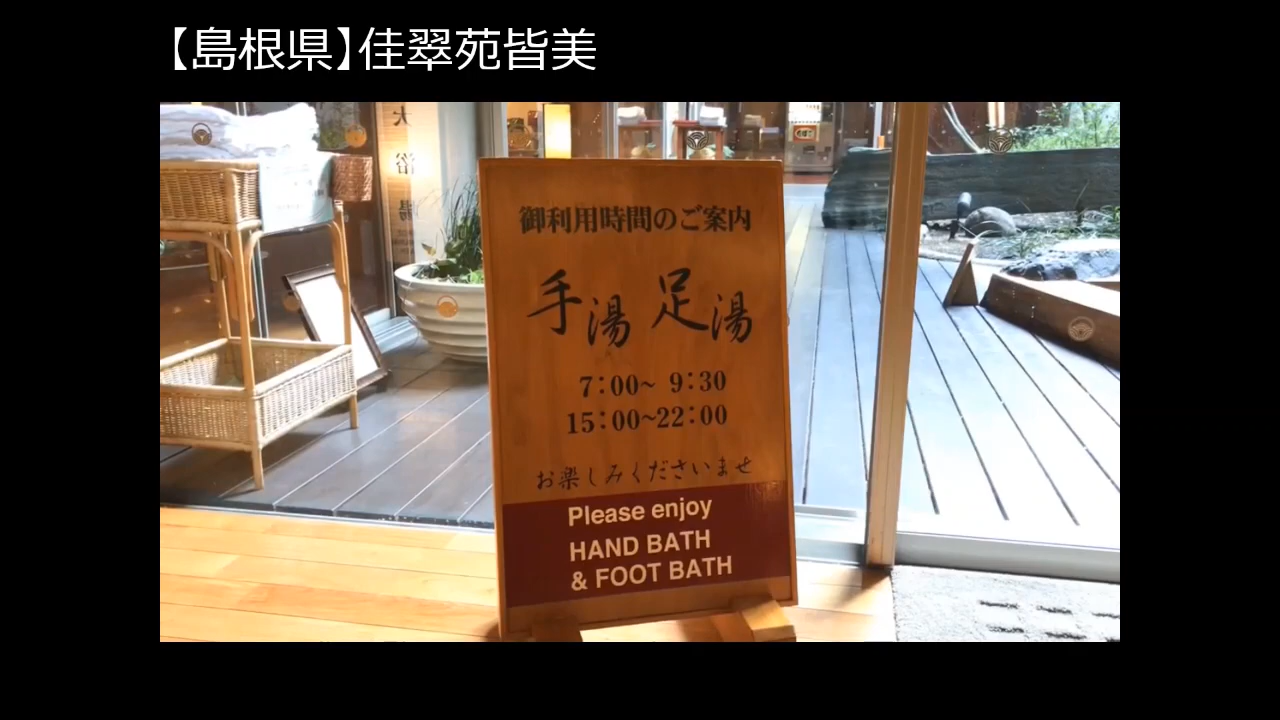 【島根県】佳翠苑皆美
大
御利用時間のご案内
手湯 足湯
7:00~ 9:30
15:00~22:00
お楽しみくださいませ
Please enjoy
HAND BATH
& FOOT BATH